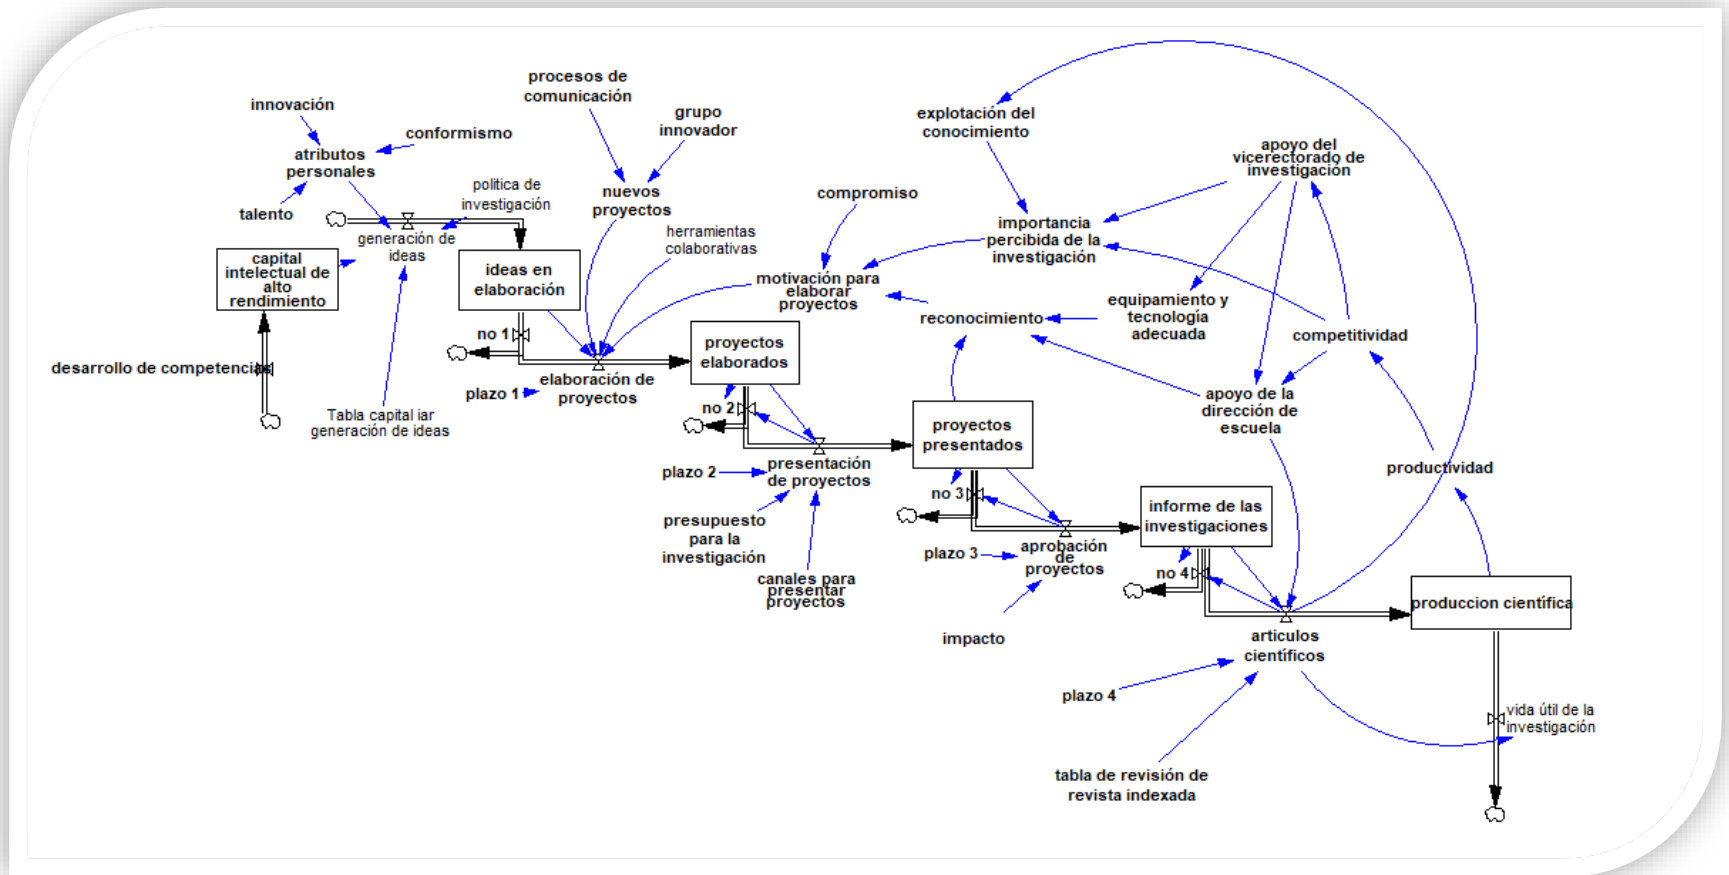 innovación
conformismo
atributos
personales
talento
procesos de
comunicación
grupo
innovador
nuevos
proyectos
politica de
investigación
generación de
ideas
capital
intelectual de
alto
rendimiento
desarrollo de competencias
Tabla capital iar
generación de ideas
ideas en
elaboración
herramientas
colaborativas
no 1
plazo 1
elaboración de
proyectos
compromiso
motivación para
elaborar
proyectos
explotación del
conocimiento
importancia
percibida de la
investigación
reconocimiento
apoyo del
vicerectorado de
investigación
equipamiento y
tecnología
adecuada
competitividad
apoyo de la
dirección de
escuela
productividad
proyectos
elaborados
no 2
plazo 2
presentación
de proyectos
presupuesto
para la
investigación
canales para
presentar
proyectos
proyectos
presentados
no 3
plazo 3
aprobación
de
proyectos
impacto
informe de las
investigaciones
no 4
produccion científica
articulos
científicos
plazo 4
tabla de revisión de
revista indexada
vida útil de la
investigación